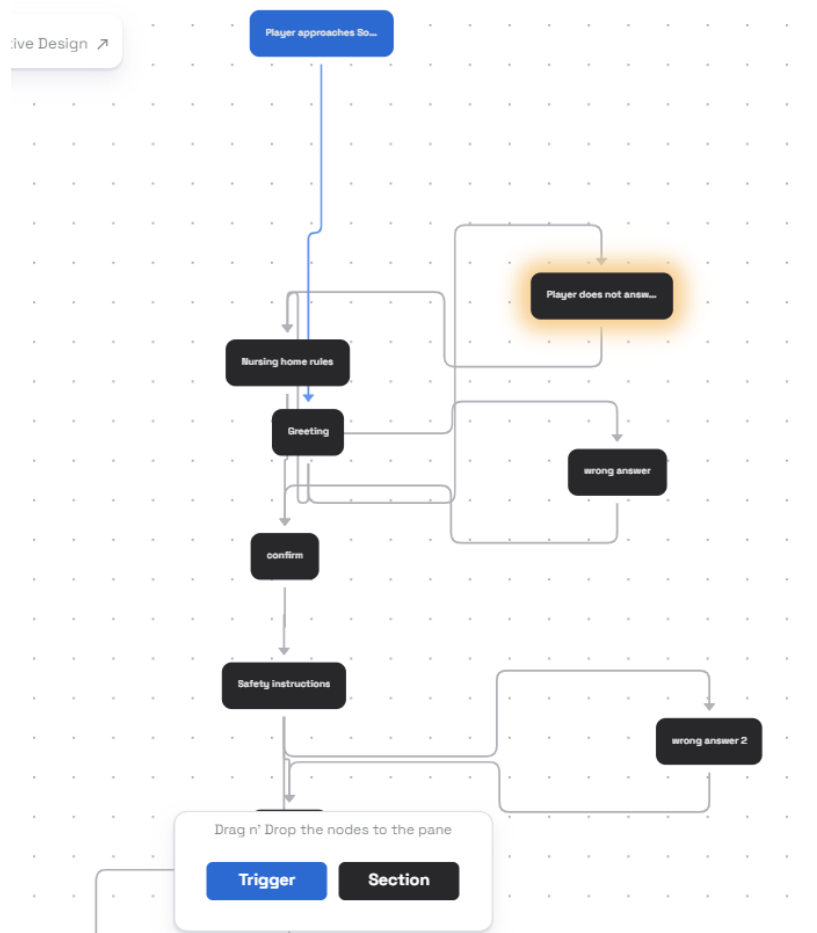 tive Design ↗
Player approaches So...
Player does not answ...
Nursing home rules
Greeting
wrong answer
confirm
Safety instructions
wrong answer 2
Drag n' Drop the nodes to the pane
Trigger
Section